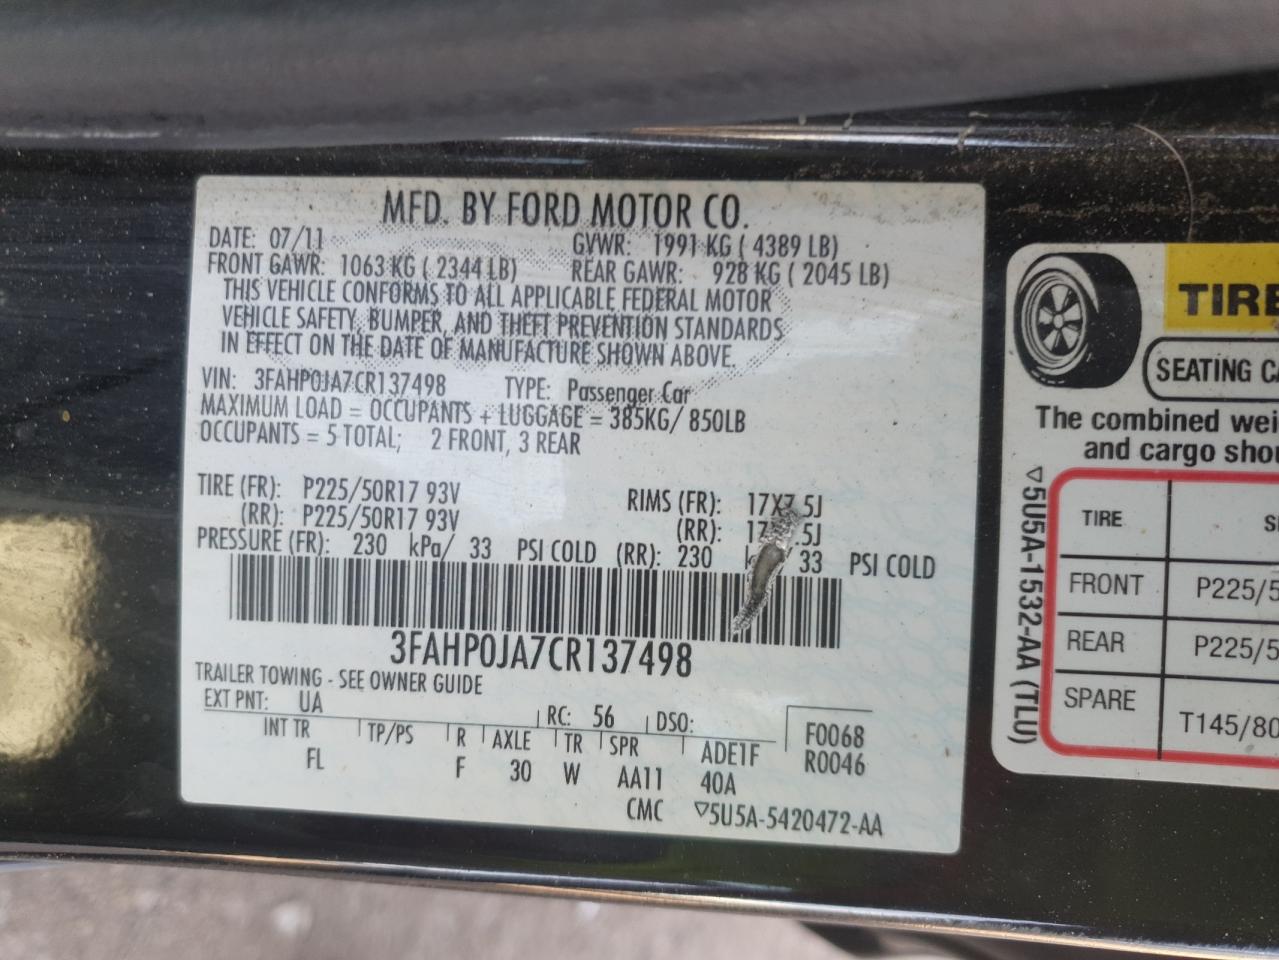 MFD. BY FORD MOTOR CO.
DATE: 07/11 GVWR: 1991 KG ( 4389 LB)
FRONT GAWR: 1063 KG ( 2344 LB) REAR GAWR: 928 KG ( 2045 LB)
THIS VEHICLE CONFORMS TO ALL APPLICABLE FEDERAL MOTOR
VEHICLE SAFETY, BUMPER, AND THEFT PREVENTION STANDARDS
IN EFFECT ON THE DATE OF MANUFACTURE SHOWN ABOVE.
VIN: 3FAHP0JA7CR137498 TYPE: Passenger Car
MAXIMUM LOAD = OCCUPANTS + LUGGAGE = 385KG/ 850LB
OCCUPANTS = 5 TOTAL; 2 FRONT, 3 REAR
TIRE (FR): P225/50R17 93V RIMS (FR): 17X7.5J
(RR): P225/50R17 93V (RR): 17 .5J
PRESSURE (FR): 230 kPa/ 33 PSI COLD (RR): 230 33 PSI COLD
3FAHP0JA7CR137498
TRAILER TOWING - SEE OWNER GUIDE
EXT PNT: UA RC: 56 DSO:
INT TR TP/PS R AXLE TR SPR ADE1F F0068
FL F 30 W AA11 40A R0046
CMC ▽5U5A-5420472-AA
TIRE
SEATING CA
The combined wei
and cargo shou
▽5U5A-1532-AA (TLU)
TIRE S
FRONT P225/5
REAR P225/5
SPARE T145/80